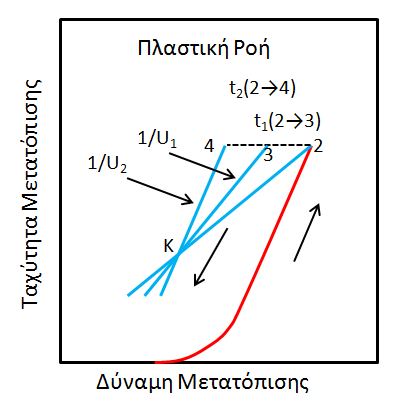 Πλαστική Ροή
t₂(2→4)
t₁(2→3)
1/U₁
4
2
3
1/U₂
K
Ταχύτητα Μετατόπισης
Δύναμη Μετατόπισης